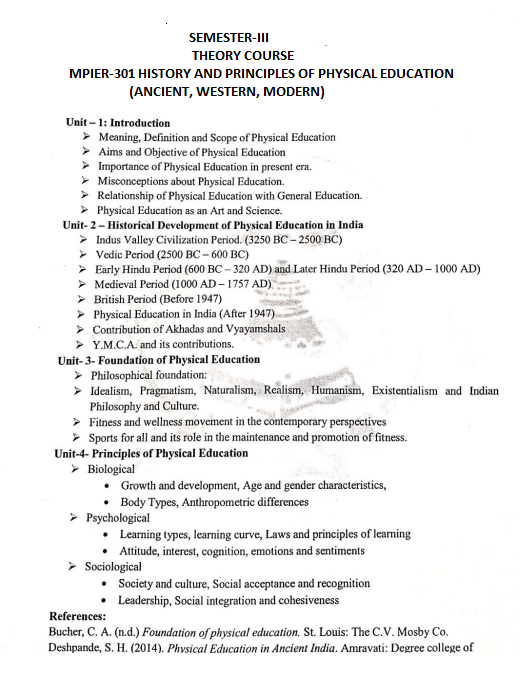 SEMESTER-III
THEORY COURSE
MPIER-301 HISTORY AND PRINCIPLES OF PHYSICAL EDUCATION
(ANCIENT, WESTERN, MODERN)
Unit – 1: Introduction
➢ Meaning, Definition and Scope of Physical Education
➢ Aims and Objective of Physical Education
➢ Importance of Physical Education in present era.
➢ Misconceptions about Physical Education.
➢ Relationship of Physical Education with General Education.
➢ Physical Education as an Art and Science.
Unit- 2 – Historical Development of Physical Education in India
➢ Indus Valley Civilization Period. (3250 BC – 2500 BC)
➢ Vedic Period (2500 BC – 600 BC)
➢ Early Hindu Period (600 BC – 320 AD) and Later Hindu Period (320 AD – 1000 AD)
➢ Medieval Period (1000 AD – 1757 AD)
➢ British Period (Before 1947)
➢ Physical Education in India (After 1947)
➢ Contribution of Akhadas and Vyayamshals
➢ Y.M.C.A. and its contributions.
Unit- 3- Foundation of Physical Education
➢ Philosophical foundation:
➢ Idealism, Pragmatism, Naturalism, Realism, Humanism, Existentialism and Indian
Philosophy and Culture.
➢ Fitness and wellness movement in the contemporary perspectives
➢ Sports for all and its role in the maintenance and promotion of fitness.
Unit-4- Principles of Physical Education
➢ Biological
• Growth and development, Age and gender characteristics,
• Body Types, Anthropometric differences
➢ Psychological
• Learning types, learning curve, Laws and principles of learning
• Attitude, interest, cognition, emotions and sentiments
➢ Sociological
• Society and culture, Social acceptance and recognition
• Leadership, Social integration and cohesiveness
References:
Bucher, C. A. (n.d.) Foundation of physical education. St. Louis: The C.V. Mosby Co.
Deshpande, S. H. (2014). Physical Education in Ancient India. Amravati: Degree college of